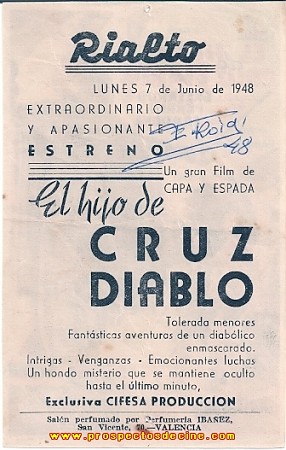 Rialto
LUNES 7 de Junio de 1948
EXTRAORDINARIO
Y APASIONANTE
ESTRENO
48
Un gran Film de
CAPA Y ESPADA
El hijo de
CRUZ
DIABLO
Tolerada menores
Fantásticas aventuras de un diabólico
enmascarado.
Intrigas - Venganzas - Emocionantes luchas
Un hondo misterio que se mantiene oculto
hasta el último minuto,
Exclusiva CIFESA PRODUCCION
Salón perfumado por Perfumería IBAÑEZ,
San Vicente, 70.-VALENCIA
www.prospectosdecine.com